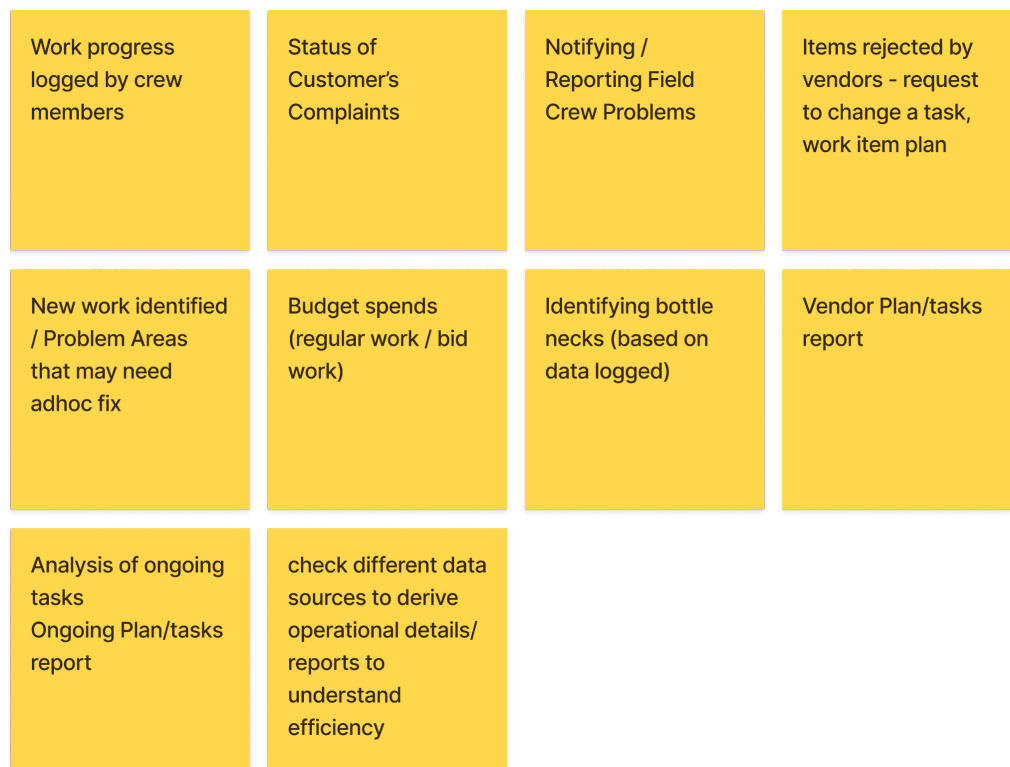 Work progress
logged by crew
members
Status of
Customer’s
Complaints
Notifying /
Reporting Field
Crew Problems
Items rejected by
vendors - request
to change a task,
work item plan
New work identified
/ Problem Areas
that may need
adhoc fix
Budget spends
(regular work / bid
work)
Identifying bottle
necks (based on
data logged)
Vendor Plan/tasks
report
Analysis of ongoing
tasks
Ongoing Plan/tasks
report
check different data
sources to derive
operational details/
reports to
understand
efficiency